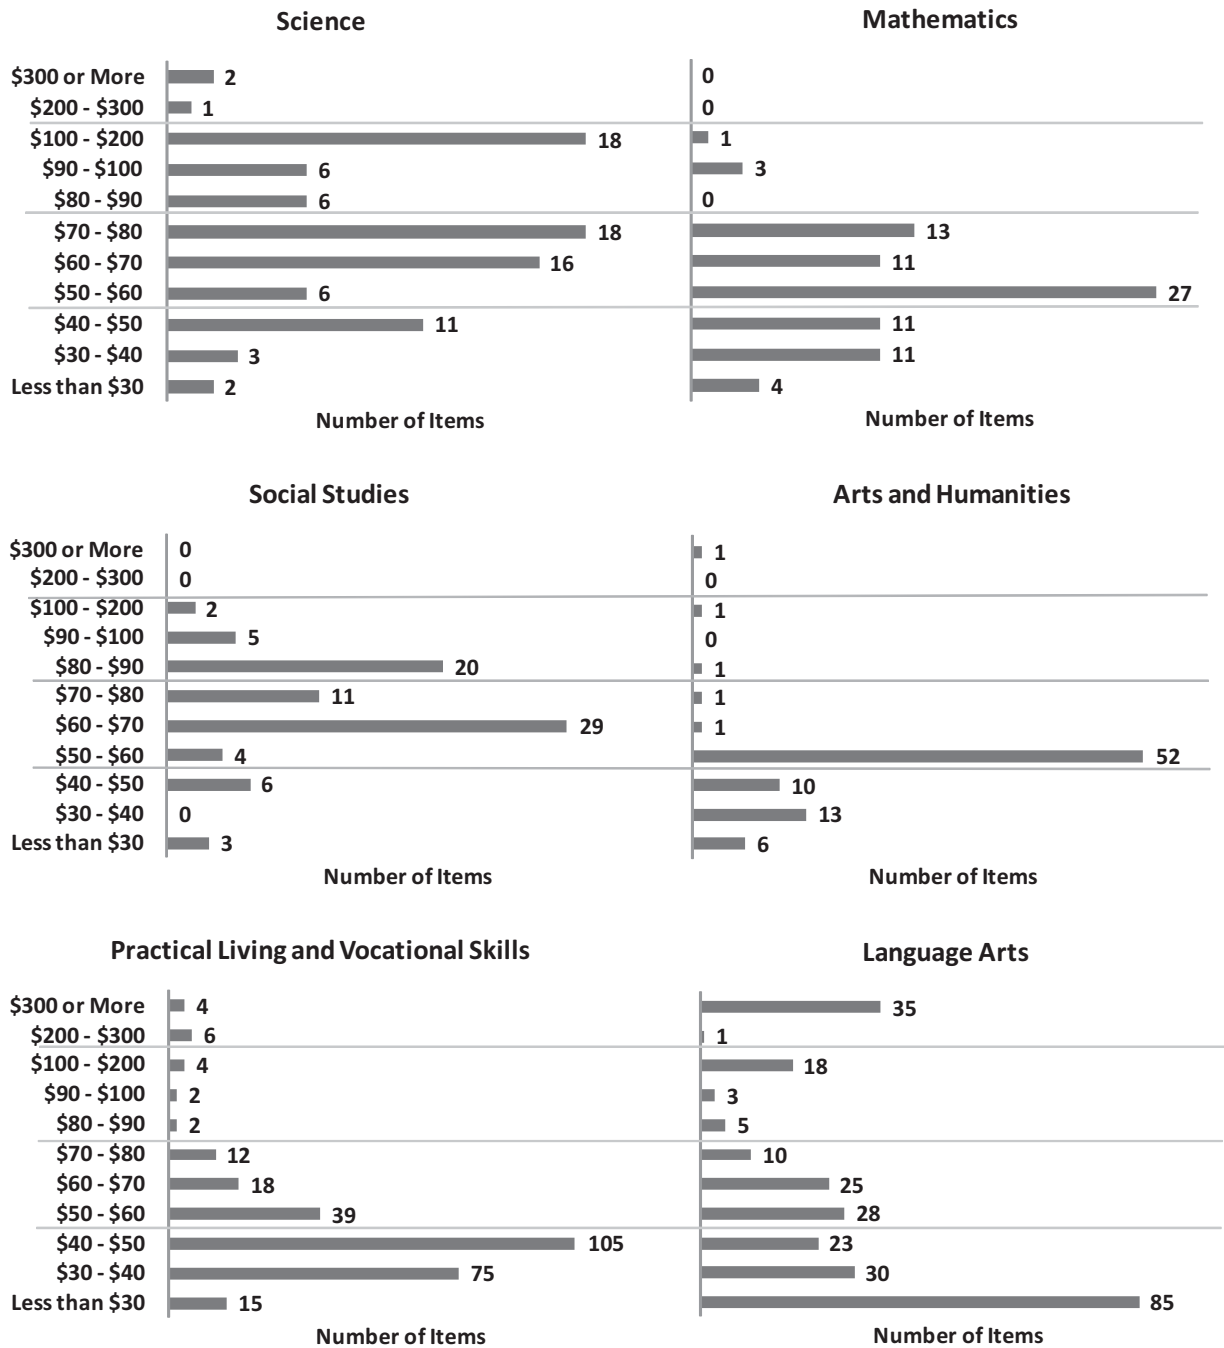 Science
Mathematics
$300 or More 2 0
$200 - $300 1 0
$100 - $200 18 1
$90 - $100 6 3
$80 - $90 6 0
$70 - $80 18 13
$60 - $70 16 11
$50 - $60 6 27
$40 - $50 11 11
$30 - $40 3 11
Less than $30 2 4
Number of Items
Number of Items
Social Studies
Arts and Humanities
$300 or More 0 1
$200 - $300 0 0
$100 - $200 2 1
$90 - $100 5 0
$80 - $90 20 1
$70 - $80 11 1
$60 - $70 29 1
$50 - $60 4 52
$40 - $50 6 10
$30 - $40 0 13
Less than $30 3 6
Number of Items
Number of Items
Practical Living and Vocational Skills
Language Arts
$300 or More 4 35
$200 - $300 6 1
$100 - $200 4 18
$90 - $100 2 3
$80 - $90 2 5
$70 - $80 12 10
$60 - $70 18 25
$50 - $60 39 28
$40 - $50 105 23
$30 - $40 75 30
Less than $30 15 85
Number of Items
Number of Items